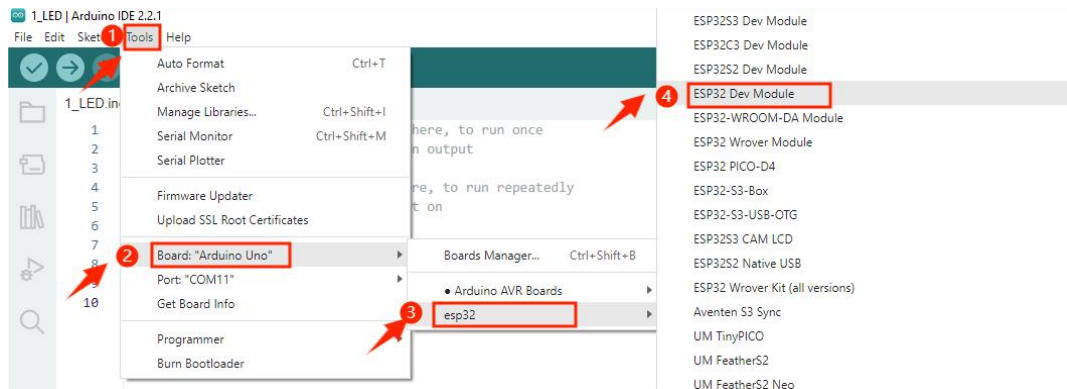 1_LED | Arduino IDE 2.2.1
File Edit Sket Tools Help
1
Auto Format Ctrl+T
Archive Sketch
Manage Libraries... Ctrl+Shift+I
Serial Monitor Ctrl+Shift+M
Serial Plotter
Firmware Updater
Upload SSL Root Certificates
2 Board: "Arduino Uno"
Port: "COM11"
Get Board Info
Programmer
Burn Bootloader
1_LED.in
1 here, to run once
2 n output
3
4 re, to run repeatedly
5 t on
6
7
8
9
10
Boards Manager... Ctrl+Shift+B
● Arduino AVR Boards
3 esp32
ESP32S3 Dev Module
ESP32C3 Dev Module
ESP32S2 Dev Module
4 ESP32 Dev Module
ESP32-WROOM-DA Module
ESP32 Wrover Module
ESP32 PICO-D4
ESP32-S3-Box
ESP32-S3-USB-OTG
ESP32S3 CAM LCD
ESP32S2 Native USB
ESP32 Wrover Kit (all versions)
Aventen S3 Sync
UM TinyPICO
UM FeatherS2
UM FeatherS2 Neo